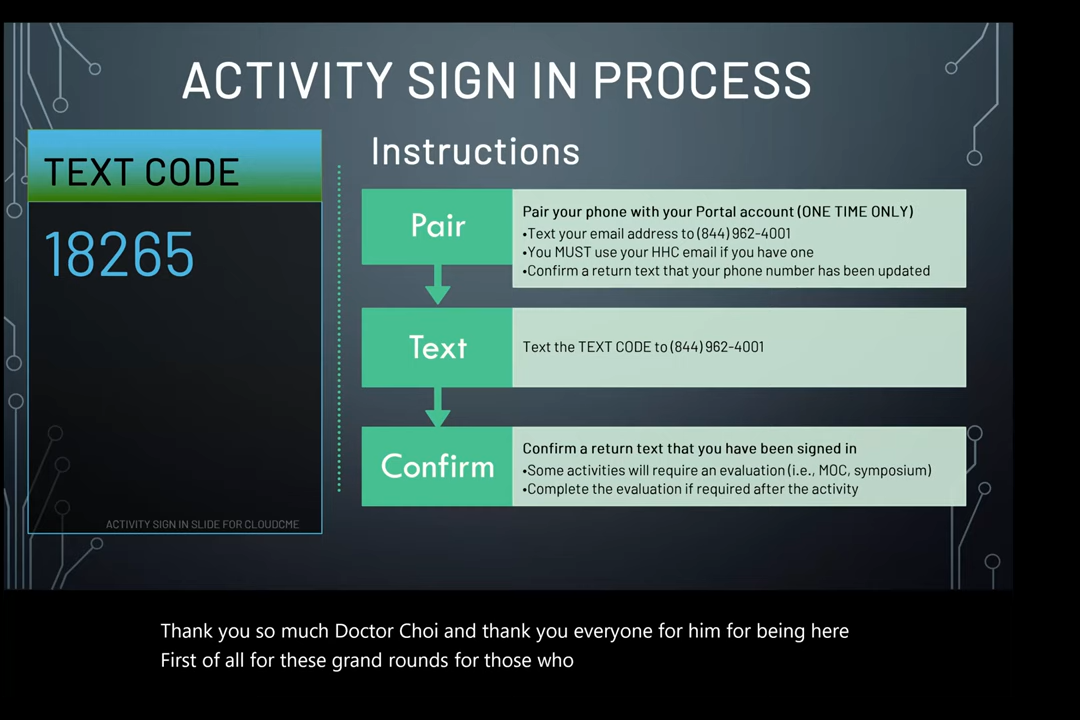 ACTIVITY SIGN IN PROCESS
TEXT CODE
18265
ACTIVITY SIGN IN SLIDE FOR CLOUDCME
Instructions
Pair
Pair your phone with your Portal account (ONE TIME ONLY)
•Text your email address to (844) 962-4001
•You MUST use your HHC email if you have one
•Confirm a return text that your phone number has been updated
Text
Text the TEXT CODE to (844) 962-4001
Confirm
Confirm a return text that you have been signed in
•Some activities will require an evaluation (i.e., MOC, symposium)
•Complete the evaluation if required after the activity
Thank you so much Doctor Choi and thank you everyone for him for being here
First of all for these grand rounds for those who